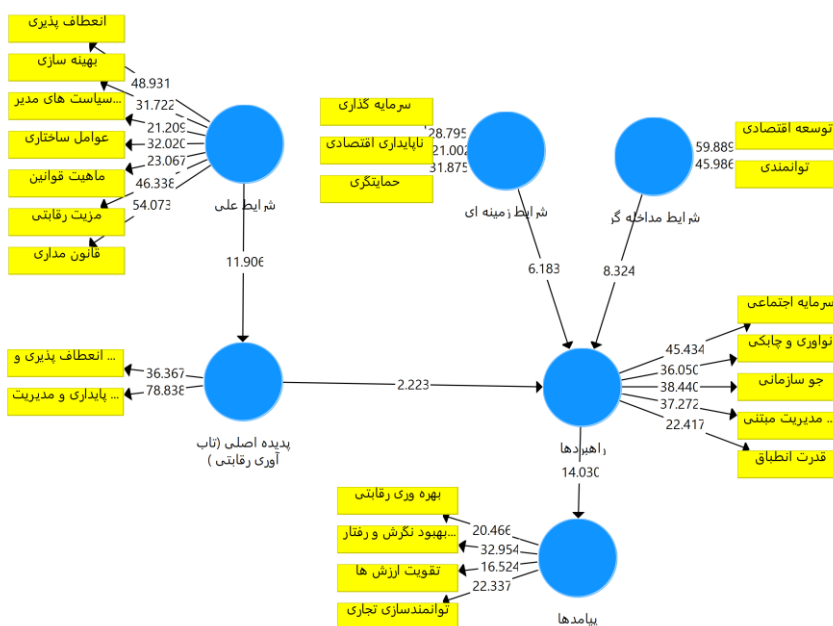 انعطاف پذیری
بهینه سازی
سیاست های مدیر...
عوامل ساختاری
ماهیت قوانین
مزیت رقابتی
قانون مداری
48.931
31.722
21.209
32.020
23.067
46.338
54.073
شرایط علی
11.906
سرمایه گذاری
ناپایداری اقتصادی
حمایتگری
28.795
21.002
31.875
شرایط زمینه ای
6.183
توسعه اقتصادی
توانمندی
59.889
45.986
شرایط مداخله گر
8.324
انعطاف پذیری و ...
پایداری و مدیریت ...
36.367
78.838
پدیده اصلی (تاب
آوری رقابتی )
2.223
سرمایه اجتماعی
نوآوری و چابکی
جو سازمانی
مدیریت مبتنی ...
قدرت انطباق
45.434
36.050
38.440
37.272
22.417
راهبردها
14.030
بهره وری رقابتی
بهبود نگرش و رفتار...
تقویت ارزش ها
توانمندسازی تجاری
20.466
32.954
16.524
22.337
پیامدها